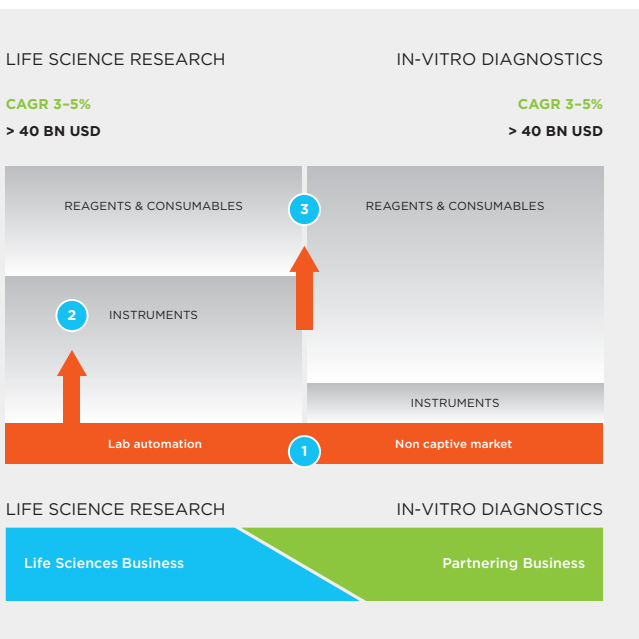 LIFE SCIENCE RESEARCH
IN-VITRO DIAGNOSTICS
CAGR 3–5%
CAGR 3–5%
> 40 BN USD
> 40 BN USD
REAGENTS & CONSUMABLES
3
REAGENTS & CONSUMABLES
2
INSTRUMENTS
INSTRUMENTS
Lab automation
1
Non captive market
LIFE SCIENCE RESEARCH
IN-VITRO DIAGNOSTICS
Life Sciences Business
Partnering Business